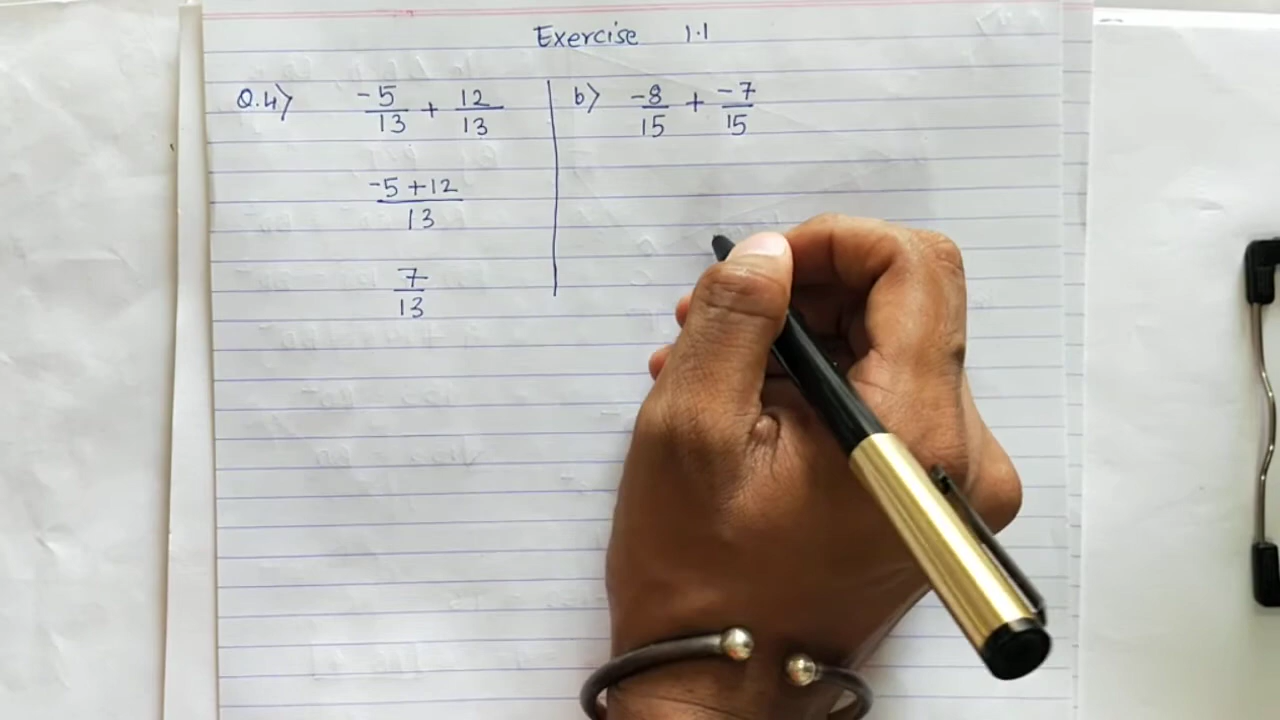 Exercise 1.1
Q.4> -5/13 + 12/13
-5+12/13
7/13
b> -8/15 + -7/15